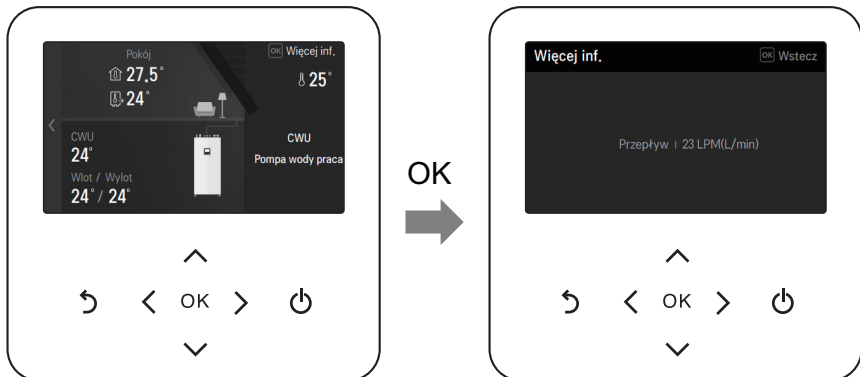 Pokój
27.5°
24°
OK Więcej inf.
25°
CWU
24°
Wlot / Wylot
24° / 24°
CWU
Pompa wody praca
OK
OK
Więcej inf.
OK Wstecz
Przepływ | 23 LPM(L/min)
OK